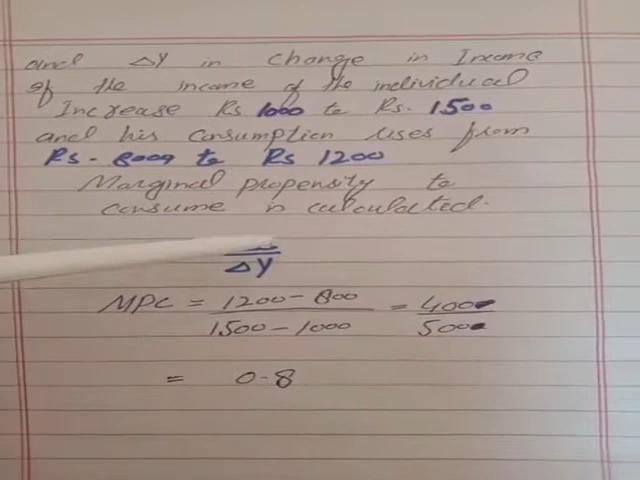 and ΔY in Change in Income
of the income of the individual
Increase Rs 1000 to Rs. 1500
and his consumption uses from
Rs - 800 to Rs 1200
Marginal propensity to
consume is calculated.
ΔY
MPC = 1200 - 800 = 400
1500 - 1000 500
= 0.8